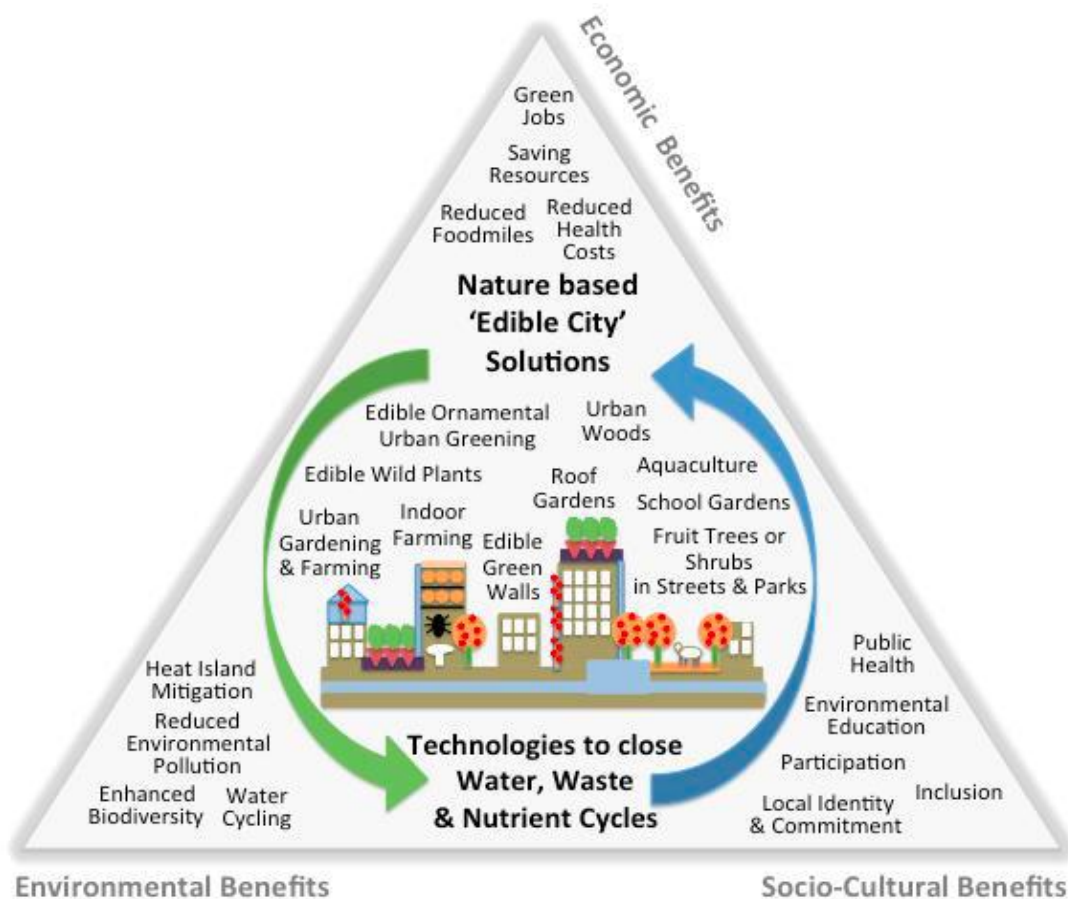 Economic Benefits
Green
Jobs
Saving
Resources
Reduced
Foodmiles
Reduced
Health
Costs
Nature based
‘Edible City’
Solutions
Edible Ornamental
Urban Greening
Urban
Woods
Edible Wild Plants
Roof
Gardens
Aquaculture
School Gardens
Urban
Gardening
& Farming
Indoor
Farming
Edible
Green
Walls
Fruit Trees or
Shrubs
in Streets & Parks
Heat Island
Mitigation
Reduced
Environmental
Pollution
Enhanced
Biodiversity
Water
Cycling
Technologies to close
Water, Waste
& Nutrient Cycles
Public
Health
Environmental
Education
Participation
Inclusion
Local Identity
& Commitment
Environmental Benefits
Socio-Cultural Benefits